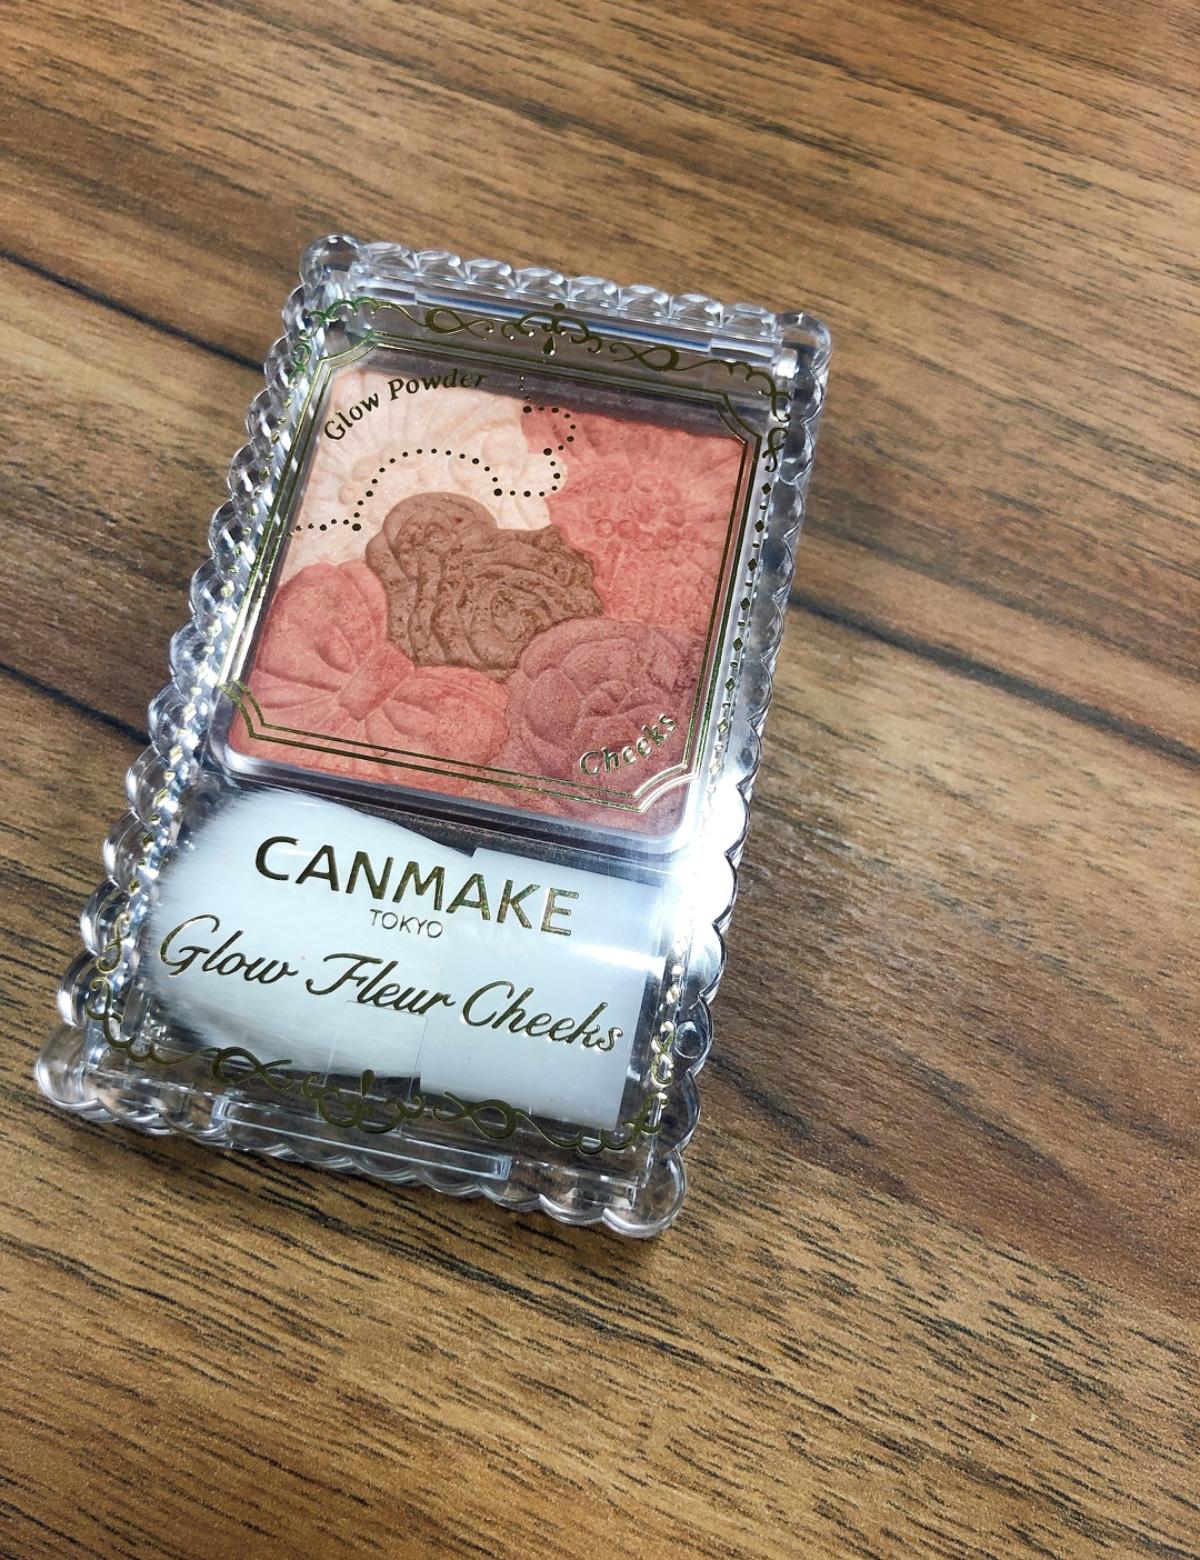 Glow Powder
Cheeks
CANMAKE
TOKYO
Glow Fleur Cheeks